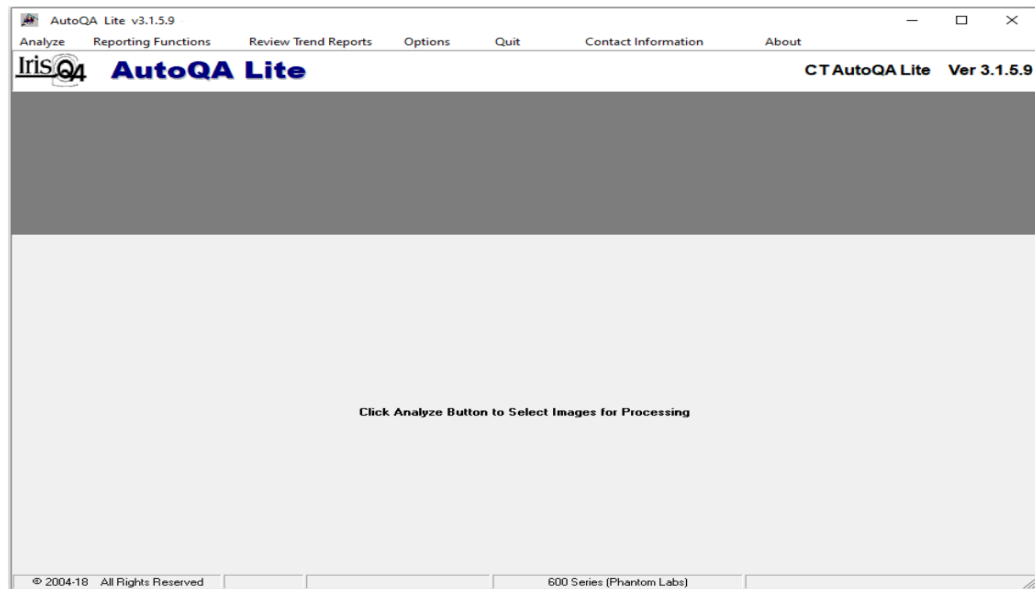 AutoQA Lite v3.1.5.9
Analyze Reporting Functions Review Trend Reports Options Quit Contact Information About
Iris QA AutoQA Lite CT AutoQA Lite Ver 3.1.5.9
Click Analyze Button to Select Images for Processing
© 2004-18 All Rights Reserved 600 Series (Phantom Labs)